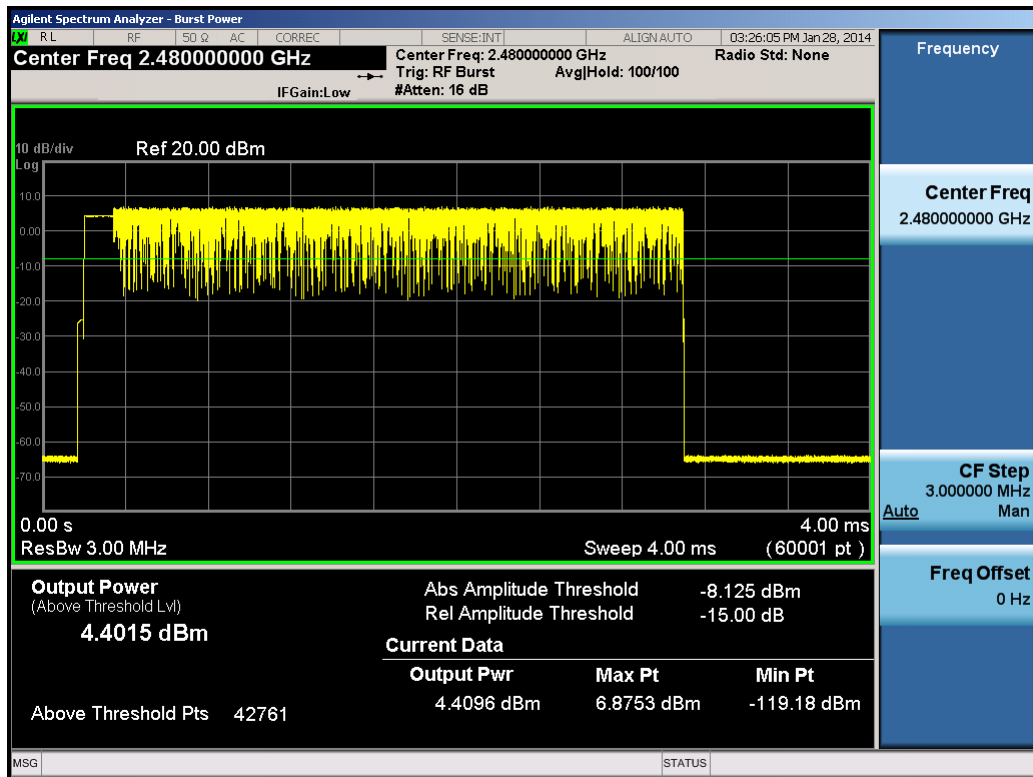 Agilent Spectrum Analyzer - Burst Power
LXI RL RF 50 Ω AC CORREC SENSE:INT ALIGNAUTO 03:26:05 PM Jan 28, 2014
Center Freq 2.480000000 GHz
IFGain:Low
Center Freq: 2.480000000 GHz
Trig: RF Burst Avg|Hold: 100/100
#Atten: 16 dB
Radio Std: None
10 dB/div Ref 20.00 dBm
Log
10.0
0.00
-10.0
-20.0
-30.0
-40.0
-50.0
-60.0
-70.0
0.00 s 4.00 ms
ResBw 3.00 MHz Sweep 4.00 ms (60001 pt)
Output Power
(Above Threshold Lvl)
4.4015 dBm
Above Threshold Pts 42761
Abs Amplitude Threshold -8.125 dBm
Rel Amplitude Threshold -15.00 dB
Current Data
Output Pwr Max Pt Min Pt
4.4096 dBm 6.8753 dBm -119.18 dBm
MSG STATUS
Frequency
Center Freq
2.480000000 GHz
CF Step
3.000000 MHz
Auto Man
Freq Offset
0 Hz